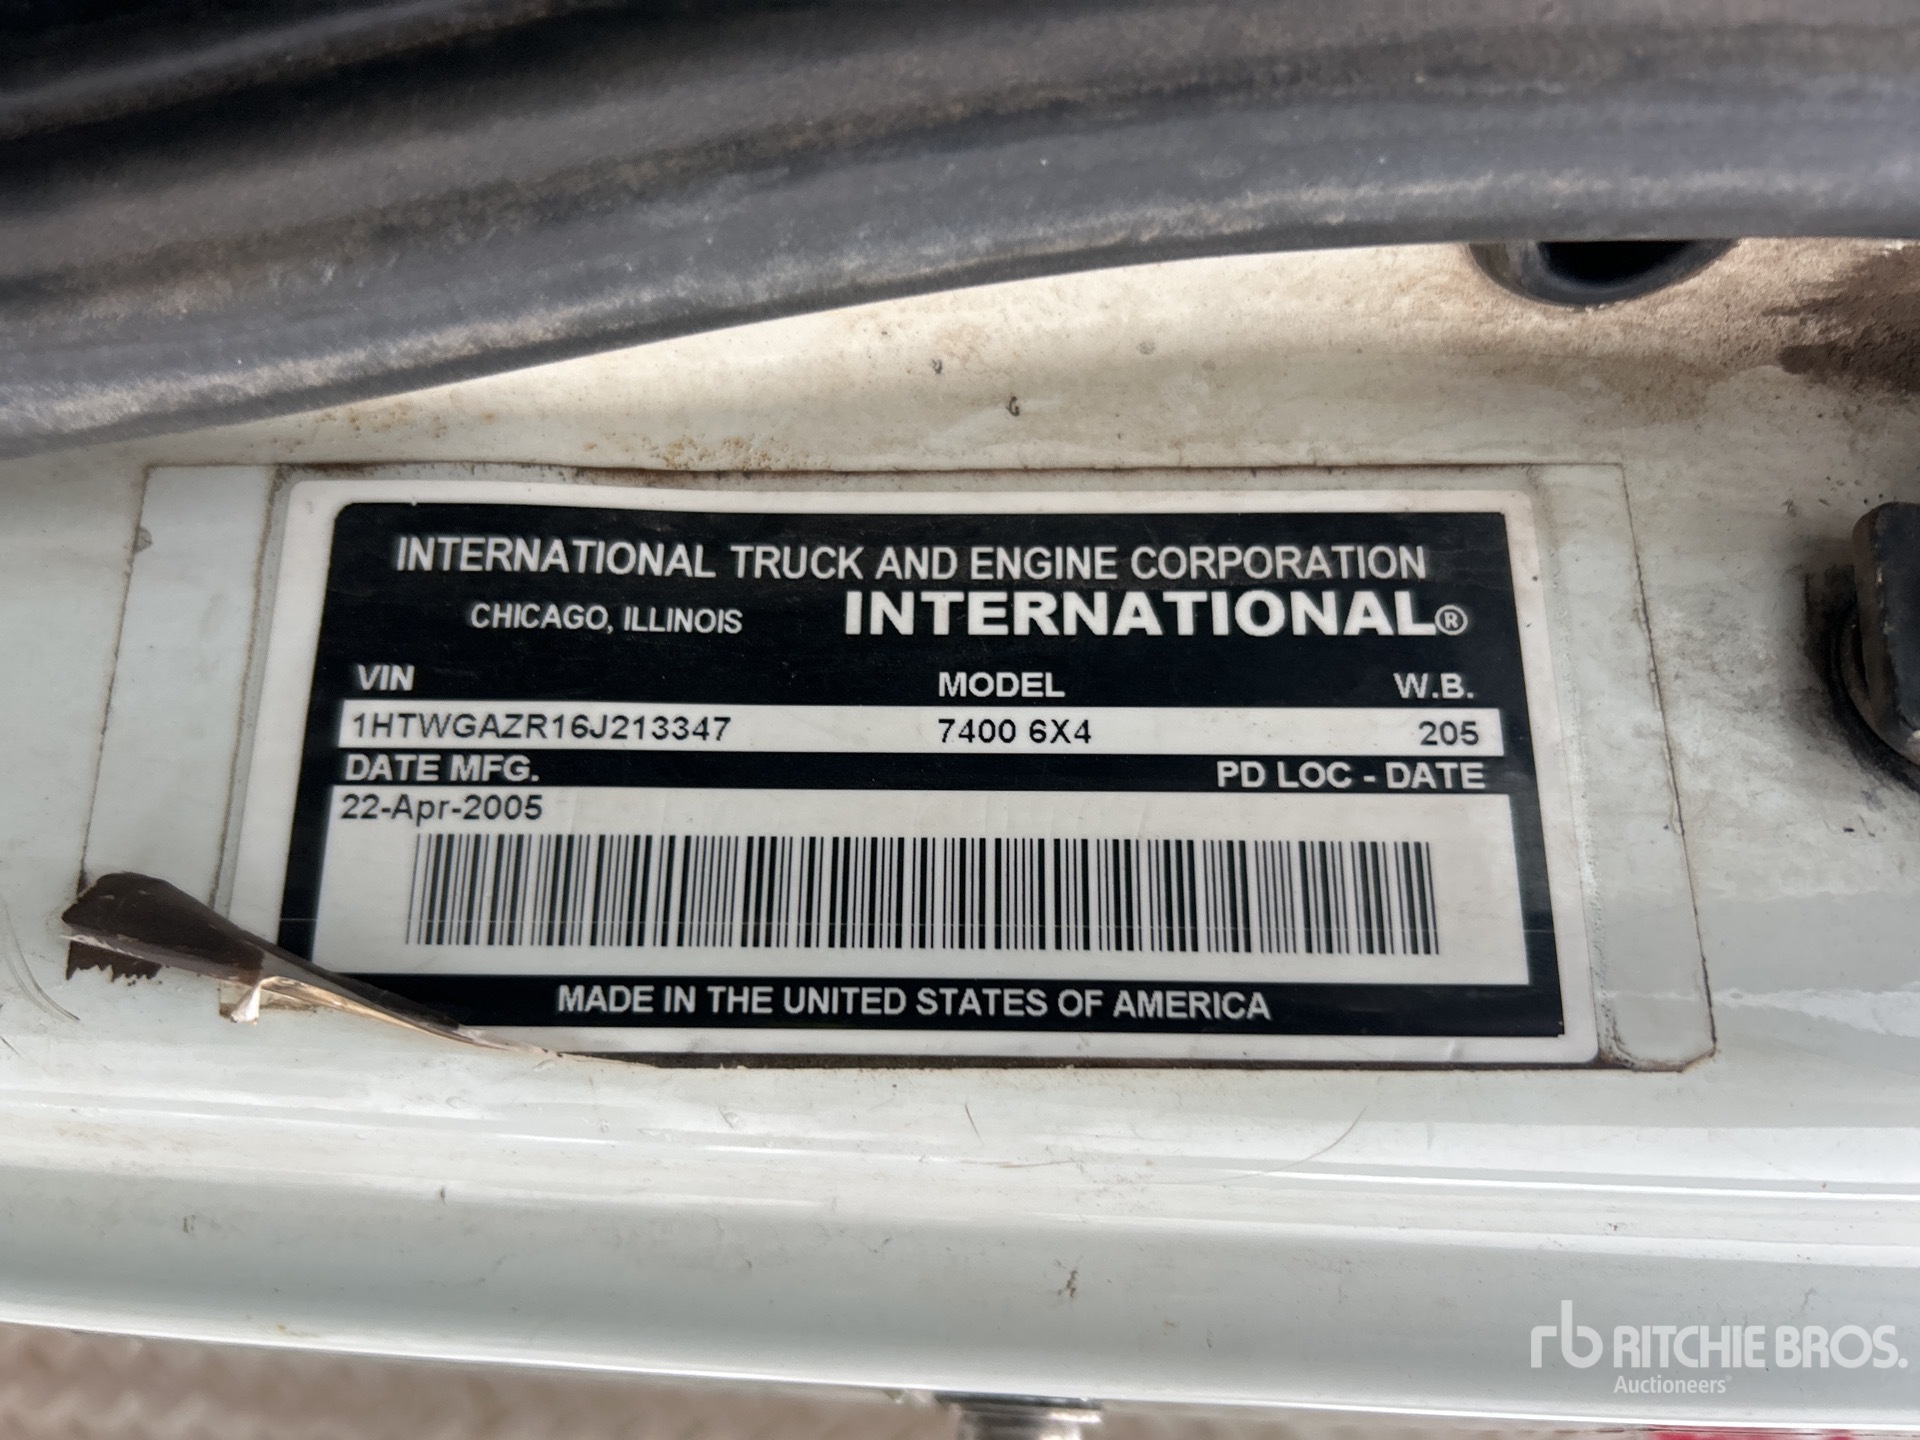 INTERNATIONAL TRUCK AND ENGINE CORPORATION
CHICAGO, ILLINOIS INTERNATIONAL®
VIN MODEL W.B.
1HTWGAZR16J213347 7400 6X4 205
DATE MFG. PD LOC - DATE
22-Apr-2005
MADE IN THE UNITED STATES OF AMERICA
rb RITCHIE BROS.
Auctioneers